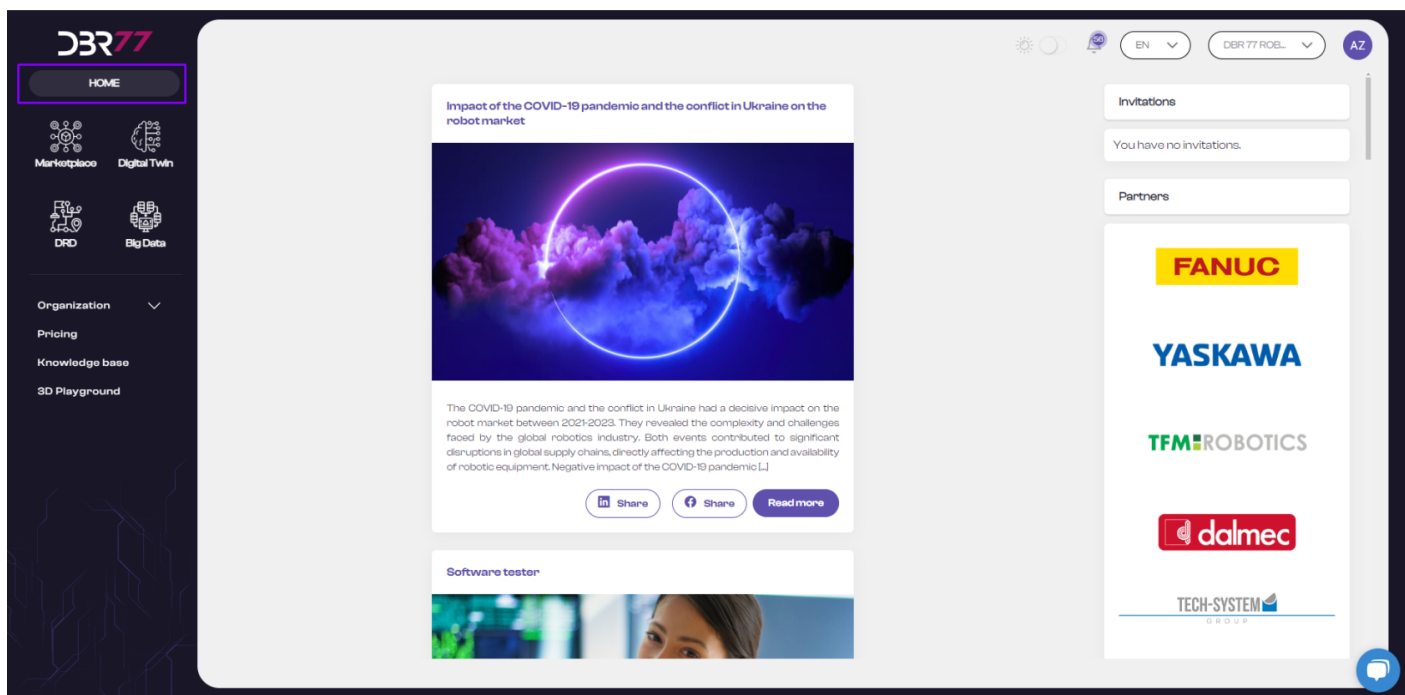 DBR77
HOME
Marketplace
Digital Twin
DRD
Big Data
Organization
Pricing
Knowledge base
3D Playground
56
EN
DBR 77 ROB...
AZ
Impact of the COVID-19 pandemic and the conflict in Ukraine on the
robot market
The COVID-19 pandemic and the conflict in Ukraine had a decisive impact on the
robot market between 2021-2023. They revealed the complexity and challenges
faced by the global robotics industry. Both events contributed to significant
disruptions in global supply chains, directly affecting the production and availability
of robotic equipment. Negative impact of the COVID-19 pandemic [...]
Share
Share
Read more
Software tester
Invitations
You have no invitations.
Partners
FANUC
YASKAWA
TFM ROBOTICS
d dalmec
TECH-SYSTEM
GROUP